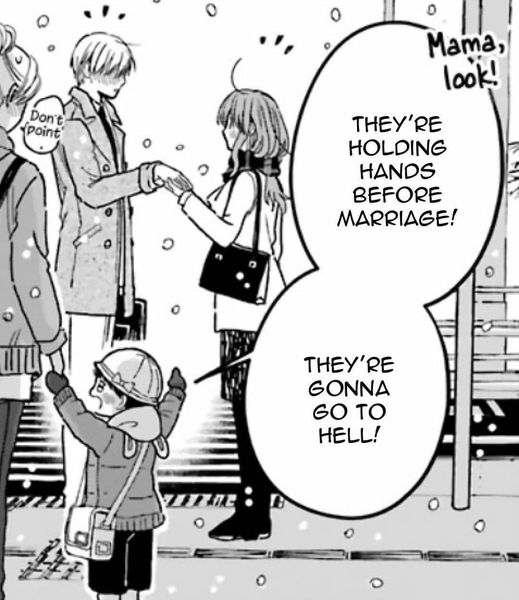 Mama,
look!
THEY'RE
HOLDING
HANDS
BEFORE
MARRIAGE!
Don't
point
THEY'RE
GONNA
GO TO
HELL!